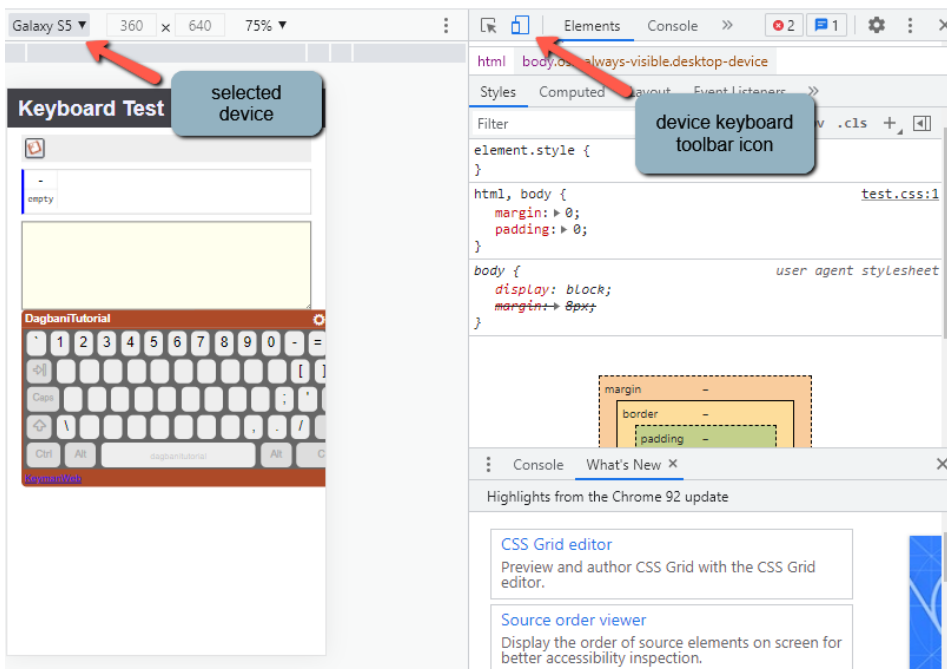 Galaxy S5 ▼ 360 x 640 75% ▼
Elements Console » 2 1
html body.os always-visible.desktop-device
Styles Computed Layout Event Listeners »
Filter .cls +
element.style {
}
html, body { test.css:1
margin: ▶ 0;
padding: ▶ 0;
}
body { user agent stylesheet
display: block;
margin: ▶ 8px;
}
margin –
border –
padding –
selected
device
device keyboard
toolbar icon
Keyboard Test
-
empty
DagbaniTutorial
` 1 2 3 4 5 6 7 8 9 0 - =
[ ]
Caps ; '
\ , . /
Ctrl Alt dagbanitutorial Alt C
KeymanWeb
Console What's New ×
Highlights from the Chrome 92 update
CSS Grid editor
Preview and author CSS Grid with the CSS Grid
editor.
Source order viewer
Display the order of source elements on screen for
better accessibility inspection.